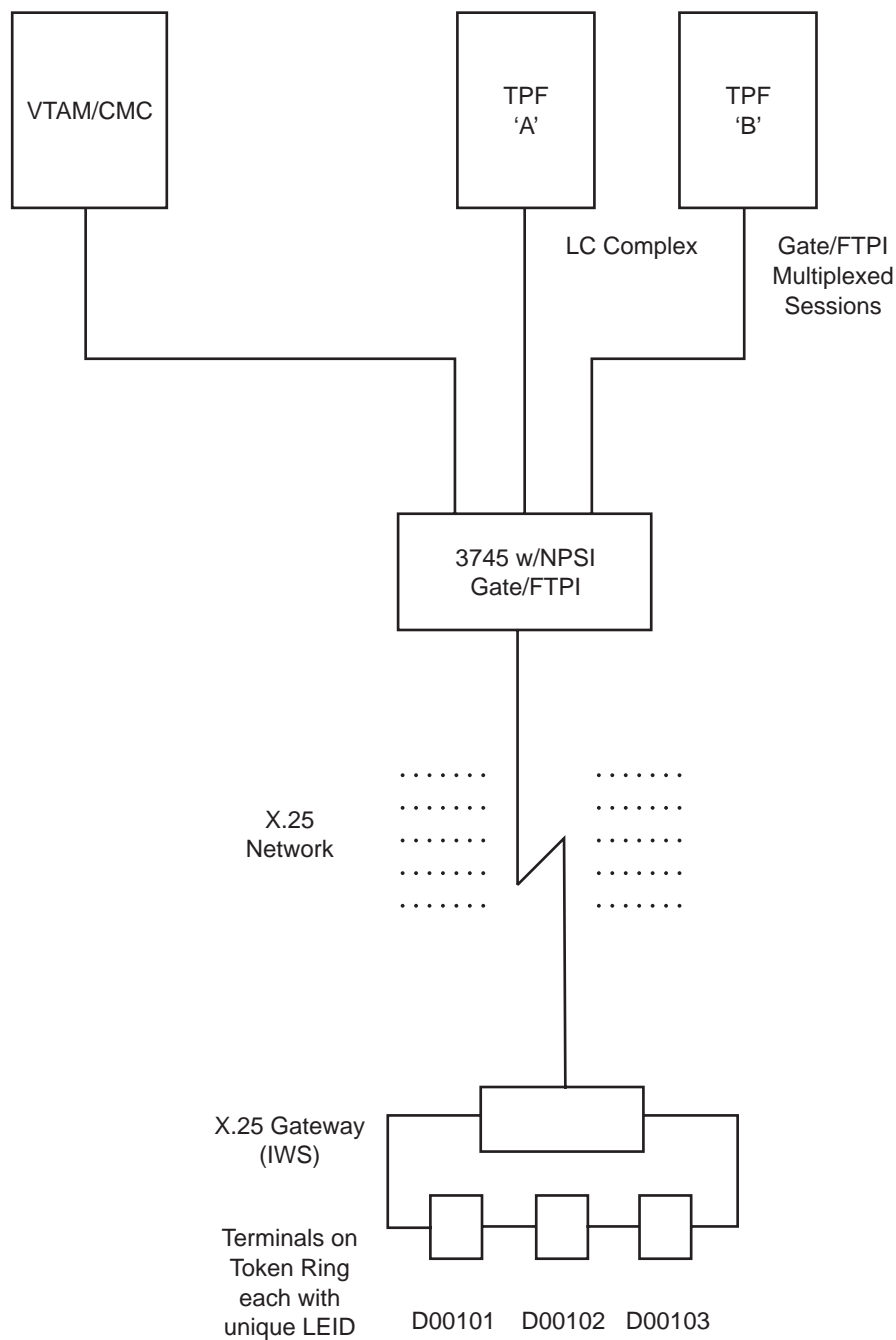 VTAM/CMC
TPF
‘A’
TPF
‘B’
LC Complex
Gate/FTPI
Multiplexed
Sessions
3745 w/NPSI
Gate/FTPI
X.25
Network
X.25 Gateway
(IWS)
Terminals on
Token Ring
each with
unique LEID
D00101 D00102 D00103